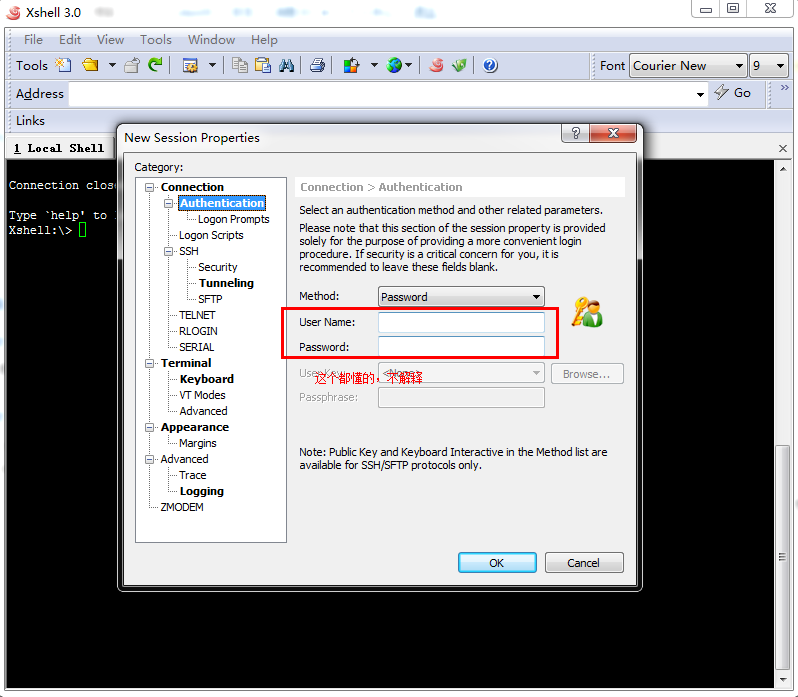 Xshell 3.0
File Edit View Tools Window Help
Tools Font Courier New 9
Address Go
Links
New Session Properties
1 Local Shell
Category:
Connection
Authentication
Logon Prompts
Logon Scripts
SSH
Security
Tunneling
SFTP
TELNET
RLOGIN
SERIAL
Terminal
Keyboard
VT Modes
Advanced
Appearance
Margins
Advanced
Trace
Logging
ZMODEM
Connection > Authentication
Select an authentication method and other related parameters.
Please note that this section of the session property is provided
solely for the purpose of providing a more convenient login
procedure. If security is a critical concern for you, it is
recommended to leave these fields blank.
Method: Password
User Name:
Password:
这个都懂的，不解释
Browse...
Passphrase:
Note: Public Key and Keyboard Interactive in the Method list are
available for SSH/SFTP protocols only.
OK Cancel
Connection
Type `help' to
Xshell:\>